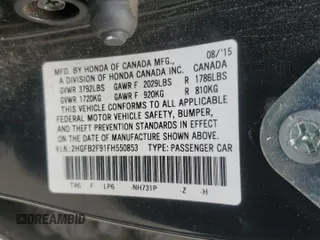 MFD. BY HONDA OF CANADA MFG., 08/'15
A DIVISION OF HONDA CANADA INC. CANADA
GVWR 3792LBS GAWR F 2029LBS R 1786LBS
GVWR 1720KG GAWR F 920KG R 810KG
THIS VEHICLE CONFORMS TO ALL APPLICABLE
FEDERAL MOTOR VEHICLE SAFETY, BUMPER,
AND THEFT PREVENTION STANDARDS IN EFFECT
ON THE DATE OF MANUFACTURE SHOWN ABOVE.
V.I.N.: 2HGFB2F91FH550853 TYPE: PASSENGER CAR
TR6 F LP6 -NH731P -Z -H
DREAMBID